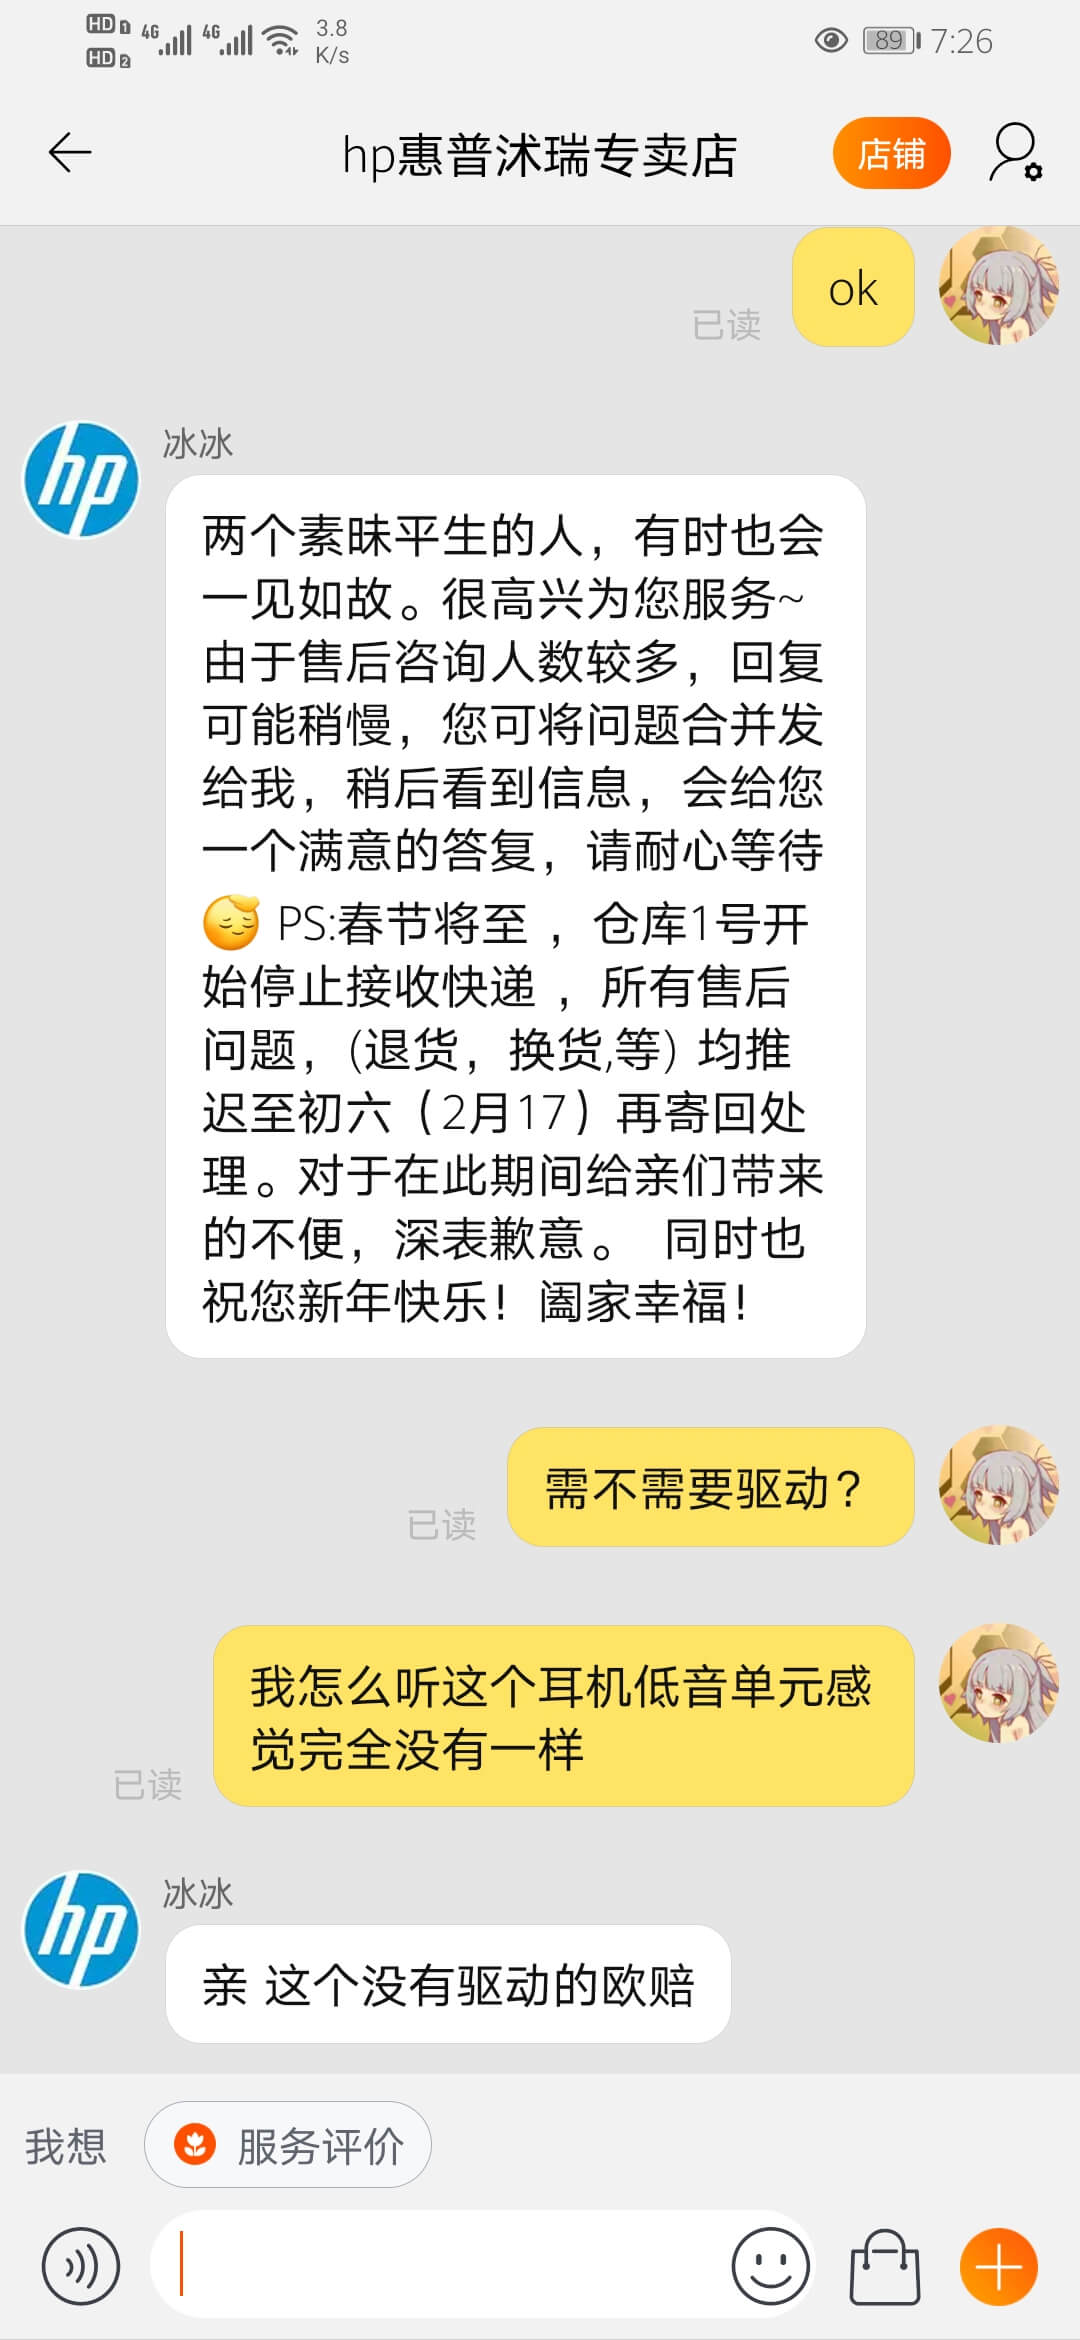 HD 1 4G 4G 3.8
HD 2 K/s
89 7:26
hp惠普沭瑞专卖店
店铺
ok
已读
hp
冰冰
两个素昧平生的人，有时也会
一见如故。很高兴为您服务~
由于售后咨询人数较多，回复
可能稍慢，您可将问题合并发
给我，稍后看到信息，会给您
一个满意的答复，请耐心等待
PS:春节将至 ，仓库1号开
始停止接收快递 ，所有售后
问题，(退货，换货,等) 均推
迟至初六（2月17）再寄回处
理。对于在此期间给亲们带来
的不便，深表歉意。 同时也
祝您新年快乐！阖家幸福！
需不需要驱动？
已读
我怎么听这个耳机低音单元感
觉完全没有一样
已读
hp
冰冰
亲 这个没有驱动的欧赔
我想
服务评价